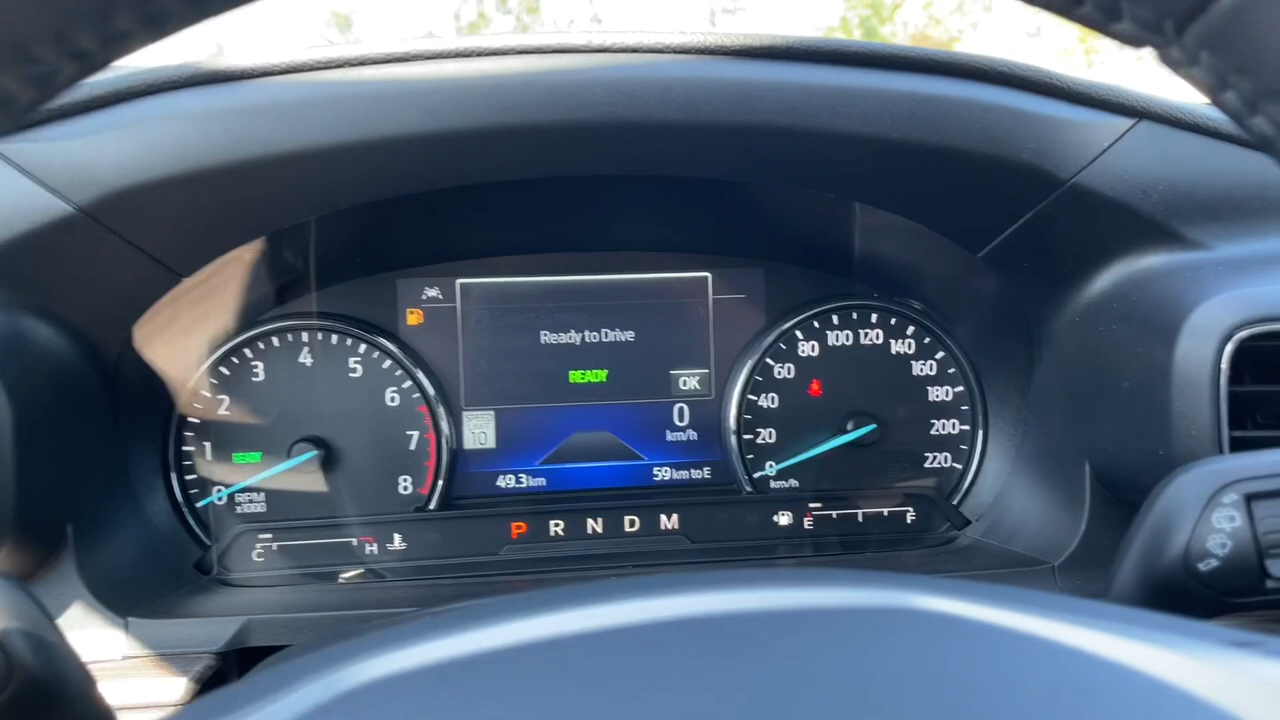 Ready to Drive
READY
OK
SPEED
LIMIT
10
0
km/h
49.3 km
59 km to E
0
1
2
3
4
5
6
7
8
READY
RPM
x1000
0
20
40
60
80
100
120
140
160
180
200
220
km/h
C
H
P R N D M
E
F